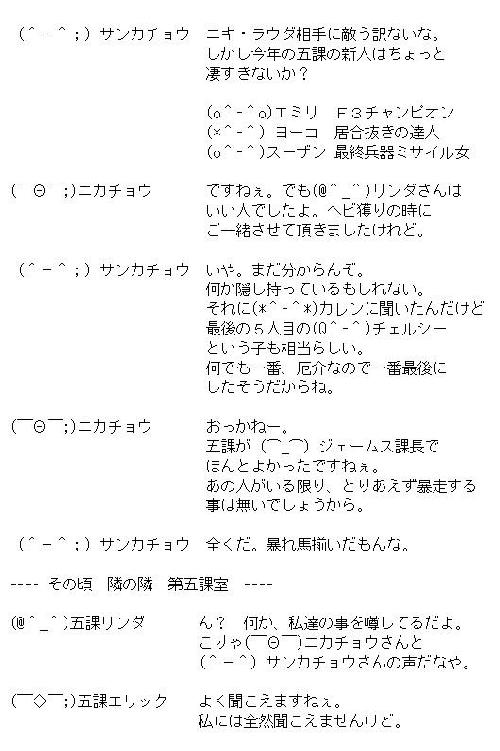 (＾－＾；) サンカチョウ　ニキ・ラウダ相手に敵う訳ないな。
しかし今年の五課の新人はちょっと
凄すぎないか？
(o＾-＾o)エミリ　Ｆ３チャンピオン
(*＾-＾) ヨーコ　居合抜きの達人
(o＾-＾)スーザン 最終兵器ミサイル女
(　Θ　;)ニカチョウ　ですねぇ。でも(@＾_＾)リンダさんは
いい人でしたよ。ヘビ獲りの時に
ご一緒させて頂きましたけれど。
(＾－＾；) サンカチョウ　いや。まだ分からんぞ。
何か隠し持っているもしれない。
それに(*＾-＾*)カレンに聞いたんだけど
最後の５人目の(Q＾-＾)チェルシー
という子も相当らしい。
何でも一番、厄介なので一番最後に
したそうだからね。
(￣Θ￣;)ニカチョウ　おっかねー。
五課が (⌒_⌒) ジェームス課長で
ほんとよかったですねぇ。
あの人がいる限り、とりあえず暴走する
事は無いでしょうから。
(＾－＾；) サンカチョウ　全くだ。暴れ馬揃いだもんな。
---- その頃　隣の隣　第五課室　----
(@＾_＾)五課リンダ　ん？　何か、私達の事を噂してるだよ。
こりゃ(￣Θ￣)ニカチョウさんと
(＾－＾) サンカチョウさんの声だなや。
(￣◇￣;)五課エリック　よく聞こえますねぇ。
私には全然聞こえませんけど。